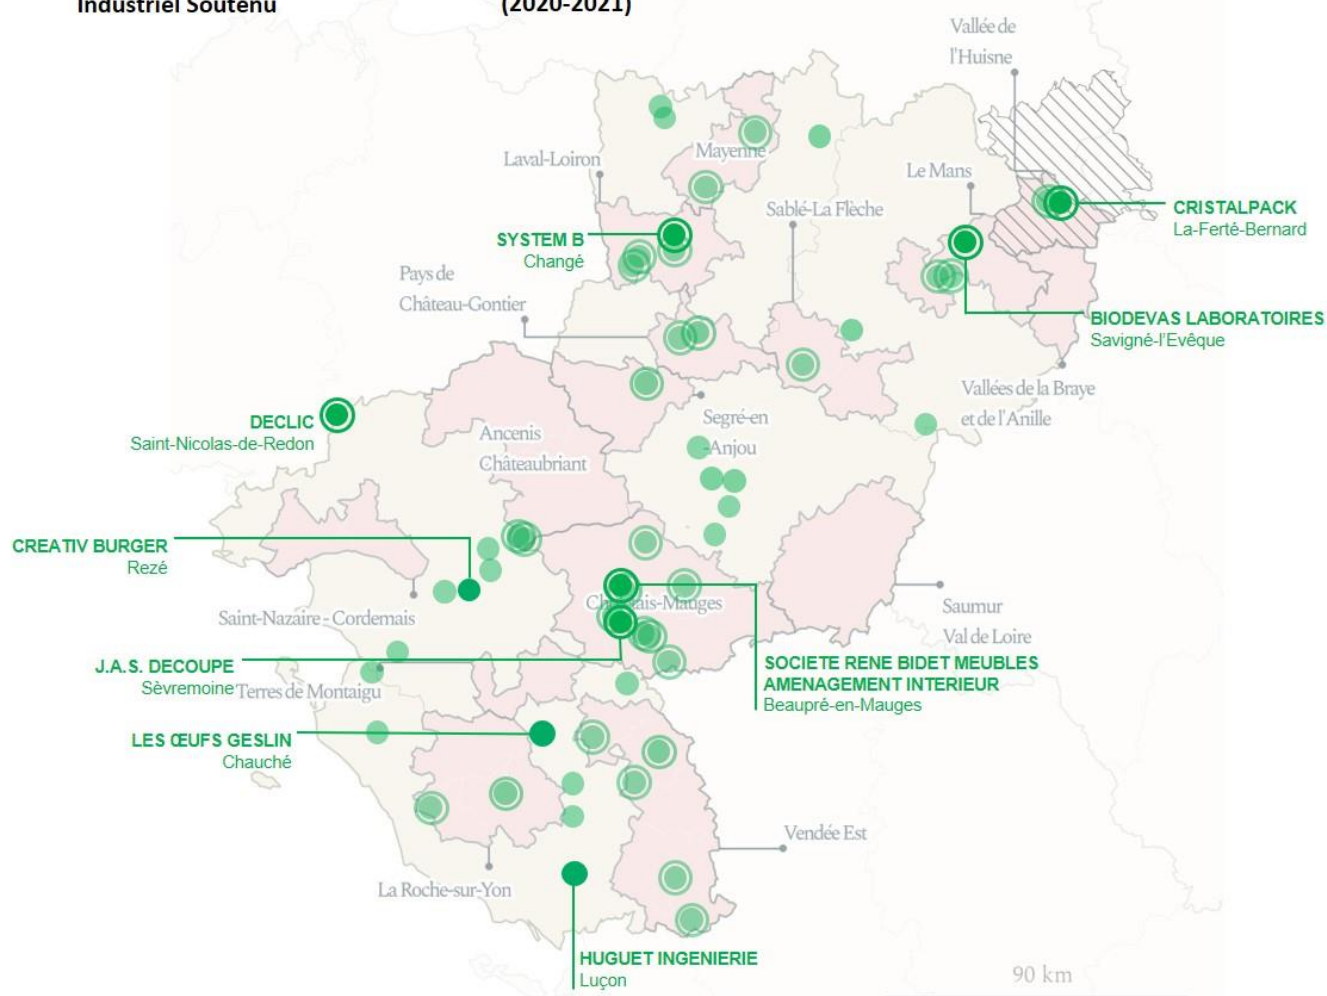 Industriel Soutenu
(2020-2021)
Vallée de
l'Huisne
Laval-Loiron
Mayenne
Le Mans
CRISTALPACK
La-Ferté-Bernard
Sablé-La Flèche
SYSTEM B
Changé
Pays de
Château-Gontier
BIODEVAS LABORATOIRES
Savigné-l'Evêque
Vallées de la Braye
et de l'Anille
DECLIC
Saint-Nicolas-de-Redon
Segré-en
-Anjou
Ancenis
Châteaubriant
CREATIV BURGER
Rezé
Saint-Nazaire - Cordemais
-Mauges
Saumur
Val de Loire
J.A.S. DECOUPE
Sèvremoine
Terres de Montaigu
SOCIETE RENE BIDET MEUBLES
AMENAGEMENT INTERIEUR
Beaupré-en-Mauges
LES ŒUFS GESLIN
Chauché
Vendée Est
La Roche-sur-Yon
HUGUET INGENIERIE
Luçon
90 km